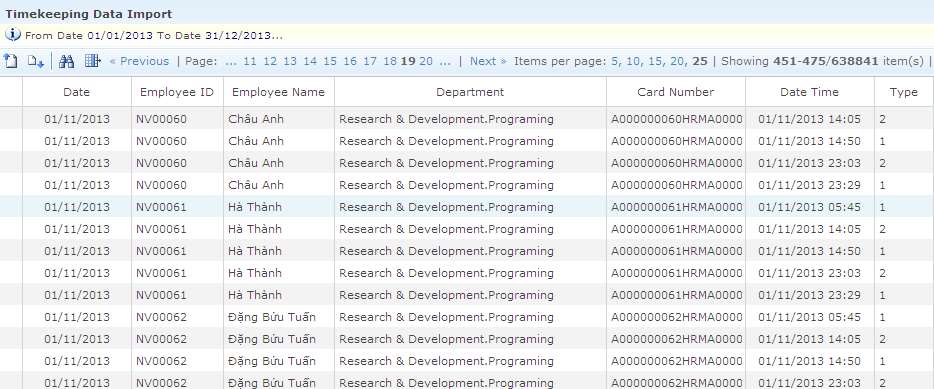 Timekeeping Data Import
From Date 01/01/2013 To Date 31/12/2013...
« Previous | Page: ... 11 12 13 14 15 16 17 18 19 20 ... | Next » Items per page: 5, 10, 15, 20, 25 | Showing 451-475/638841 item(s) |
Date Employee ID Employee Name Department Card Number Date Time Type
01/11/2013 NV00060 Châu Anh Research & Development.Programing A000000060HRMA0000 01/11/2013 14:05 2
01/11/2013 NV00060 Châu Anh Research & Development.Programing A000000060HRMA0000 01/11/2013 14:50 1
01/11/2013 NV00060 Châu Anh Research & Development.Programing A000000060HRMA0000 01/11/2013 23:03 2
01/11/2013 NV00060 Châu Anh Research & Development.Programing A000000060HRMA0000 01/11/2013 23:29 1
01/11/2013 NV00061 Hà Thành Research & Development.Programing A000000061HRMA0000 01/11/2013 05:45 1
01/11/2013 NV00061 Hà Thành Research & Development.Programing A000000061HRMA0000 01/11/2013 14:05 2
01/11/2013 NV00061 Hà Thành Research & Development.Programing A000000061HRMA0000 01/11/2013 14:50 1
01/11/2013 NV00061 Hà Thành Research & Development.Programing A000000061HRMA0000 01/11/2013 23:03 2
01/11/2013 NV00061 Hà Thành Research & Development.Programing A000000061HRMA0000 01/11/2013 23:29 1
01/11/2013 NV00062 Đặng Bửu Tuấn Research & Development.Programing A000000062HRMA0000 01/11/2013 05:45 1
01/11/2013 NV00062 Đặng Bửu Tuấn Research & Development.Programing A000000062HRMA0000 01/11/2013 14:05 2
01/11/2013 NV00062 Đặng Bửu Tuấn Research & Development.Programing A000000062HRMA0000 01/11/2013 14:50 1
01/11/2013 NV00062 Đặng Bửu Tuấn Research & Development.Programing A000000062HRMA0000 01/11/2013 23:03 2